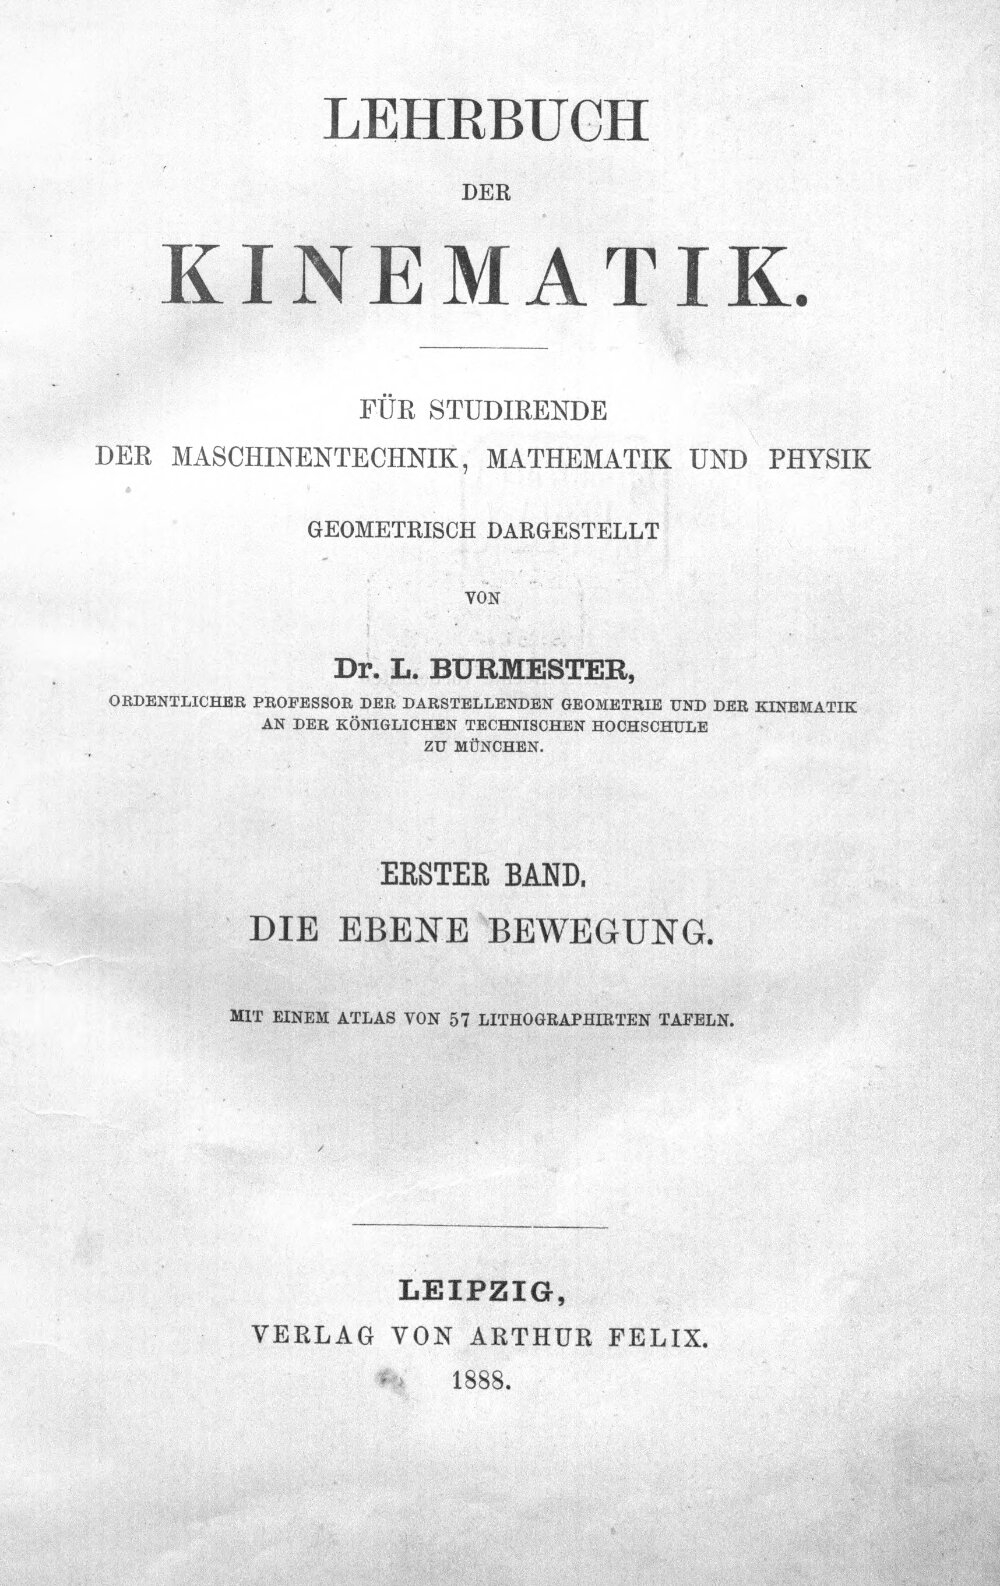 LEHRBUCH
DER
KINEMATIK.
FÜR STUDIRENDE
DER MASCHINENTECHNIK, MATHEMATIK UND PHYSIK
GEOMETRISCH DARGESTELLT
VON
Dr. L. BURMESTER,
ORDENTLICHER PROFESSOR DER DARSTELLENDEN GEOMETRIE UND DER KINEMATIK
AN DER KÖNIGLICHEN TECHNISCHEN HOCHSCHULE
ZU MÜNCHEN.
ERSTER BAND.
DIE EBENE BEWEGUNG.
MIT EINEM ATLAS VON 57 LITHOGRAPHIRTEN TAFELN.
LEIPZIG,
VERLAG VON ARTHUR FELIX.
1888.